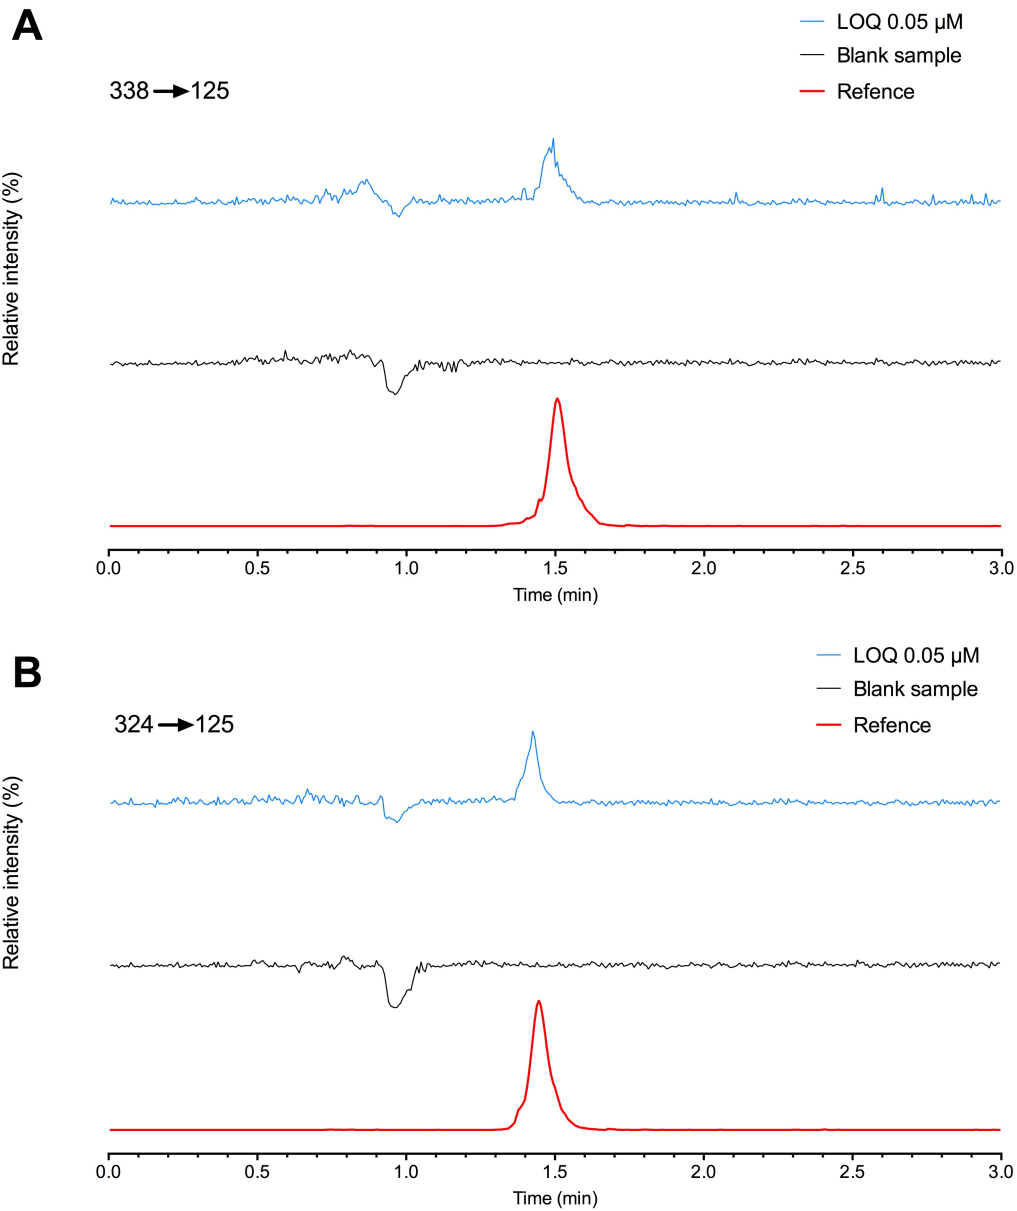 A
LOQ 0.05 µM
Blank sample
Refence
338 → 125
Relative intensity (%)
0.0 0.5 1.0 1.5 2.0 2.5 3.0
Time (min)
B
LOQ 0.05 µM
Blank sample
Refence
324 → 125
Relative intensity (%)
0.0 0.5 1.0 1.5 2.0 2.5 3.0
Time (min)